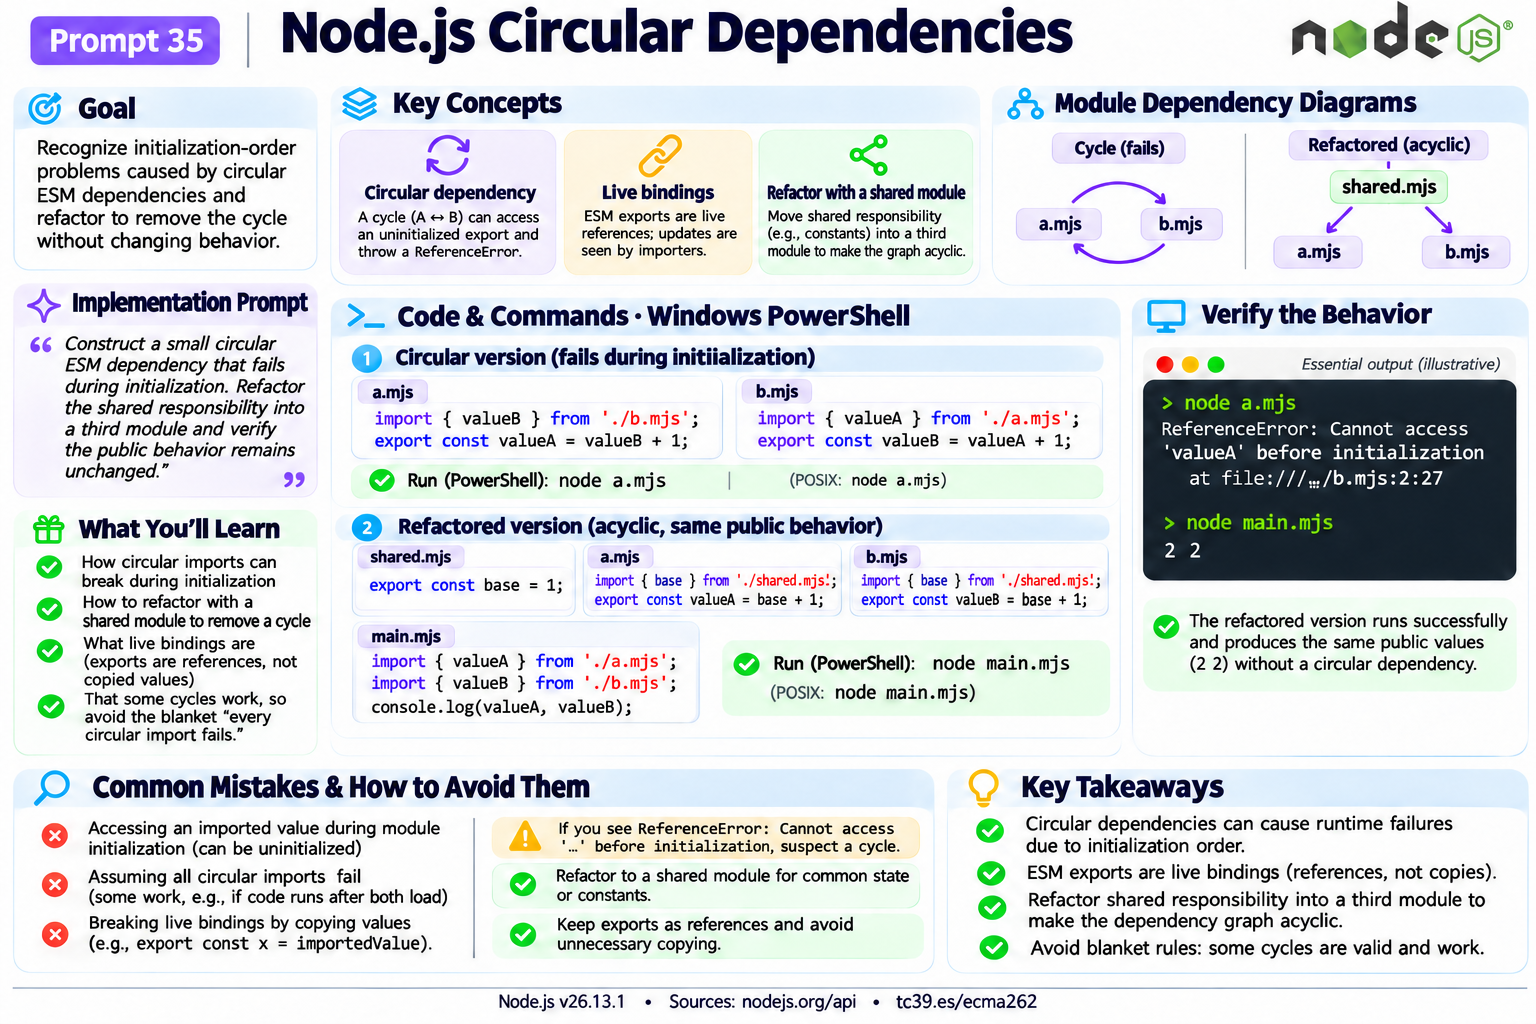 Prompt 35
Node.js Circular Dependencies
node JS ®
Goal
Recognize initialization-order
problems caused by circular
ESM dependencies and
refactor to remove the cycle
without changing behavior.
Key Concepts
Circular dependency
A cycle (A ↔ B) can access
an uninitialized export and
throw a ReferenceError.
Live bindings
ESM exports are live
references; updates are
seen by importers.
Refactor with a shared module
Move shared responsibility
(e.g., constants) into a third
module to make the graph acyclic.
Module Dependency Diagrams
Cycle (fails)
a.mjs
b.mjs
Refactored (acyclic)
shared.mjs
a.mjs
b.mjs
Implementation Prompt
“ Construct a small circular
ESM dependency that fails
during initialization. Refactor
the shared responsibility into
a third module and verify
the public behavior remains
unchanged.”
”
What You’ll Learn
How circular imports can
break during initialization
How to refactor with a
shared module to remove a cycle
What live bindings are
(exports are references, not
copied values)
That some cycles work, so
avoid the blanket “every
circular import fails.”
Code & Commands · Windows PowerShell
1 Circular version (fails during initiialization)
a.mjs
import { valueB } from './b.mjs';
export const valueA = valueB + 1;
b.mjs
import { valueA } from './a.mjs';
export const valueB = valueA + 1;
Run (PowerShell): node a.mjs | (POSIX: node a.mjs)
2 Refactored version (acyclic, same public behavior)
shared.mjs
export const base = 1;
a.mjs
import { base } from './shared.mjs';
export const valueA = base + 1;
b.mjs
import { base } from './shared.mjs';
export const valueB = base + 1;
main.mjs
import { valueA } from './a.mjs';
import { valueB } from './b.mjs';
console.log(valueA, valueB);
Run (PowerShell): node main.mjs
(POSIX: node main.mjs)
Verify the Behavior
Essential output (illustrative)
> node a.mjs
ReferenceError: Cannot access
'valueA' before initialization
at file:///…/b.mjs:2:27
> node main.mjs
2 2
The refactored version runs successfully
and produces the same public values
(2 2) without a circular dependency.
Common Mistakes & How to Avoid Them
Accessing an imported value during module
initialization (can be uninitialized)
Assuming all circular imports fail
(some work, e.g., if code runs after both load)
Breaking live bindings by copying values
(e.g., export const x = importedValue).
If you see ReferenceError: Cannot access
'…' before initialization, suspect a cycle.
Refactor to a shared module for common state
or constants.
Keep exports as references and avoid
unnecessary copying.
Key Takeaways
Circular dependencies can cause runtime failures
due to initialization order.
ESM exports are live bindings (references, not copies).
Refactor shared responsibility into a third module to
make the dependency graph acyclic.
Avoid blanket rules: some cycles are valid and work.
Node.js v26.13.1 • Sources: nodejs.org/api • tc39.es/ecma262